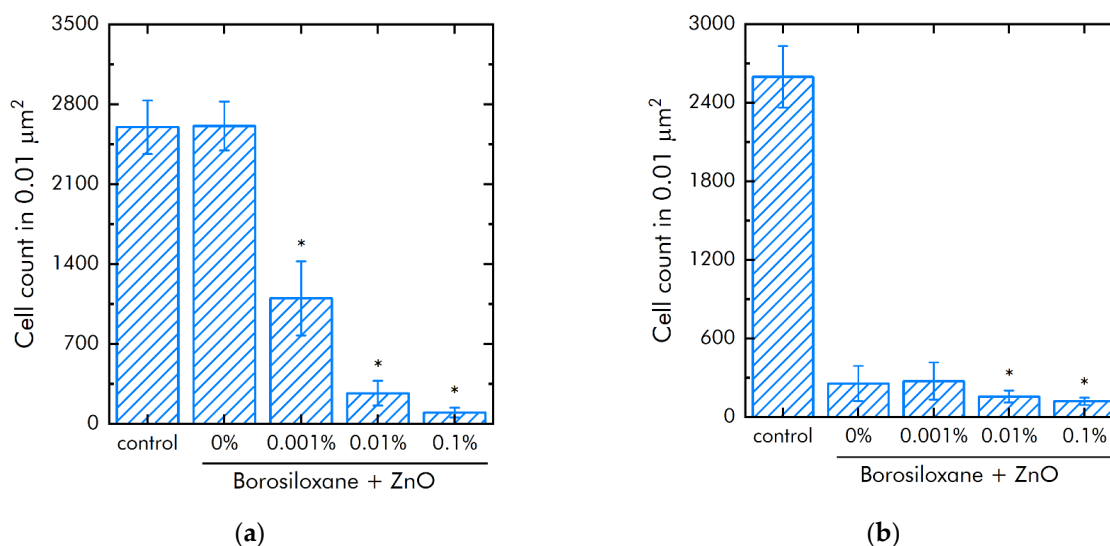 3500
2800
2100
1400
700
0
Cell count in 0.01 μm²
*
*
*
control 0% 0.001% 0.01% 0.1%
Borosiloxane + ZnO
(a)
3000
2400
1800
1200
600
0
Cell count in 0.01 μm²
*
*
control 0% 0.001% 0.01% 0.1%
Borosiloxane + ZnO
(b)